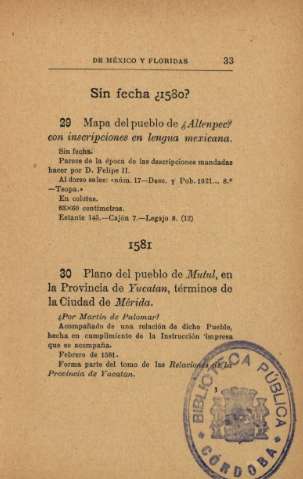 DE MÉXICO Y FLORIDAS 33
Sin fecha ¿1580?
29 Mapa del pueblo de ¿Altenpec?
con inscripciones en lengua mexicana.
Sin fecha.
Parece de la época de las descripciones mandadas
hacer por D. Felipe II.
Al dorso se lee: «núm. 17—Desc. y Pob. 1021... 8.º
—Tsopa.»
En colores.
83×60 centímetros.
Estante 145.—Cajón 7.—Legajo 8. (12)
1581
30 Plano del pueblo de Mutul, en
la Provincia de Yucatan, términos de
la Ciudad de Mérida.
¿Por Martin de Palomar?
Acompañado de una relación de dicho Pueblo,
hecha en cumplimiento de la Instrucción impresa
que se acompaña.
Febrero de 1581.
Forma parte del tomo de las Relaciones de la
Provincia de Yucatan.
BIBLIOTECA PÚBLICA
CÓRDOBA